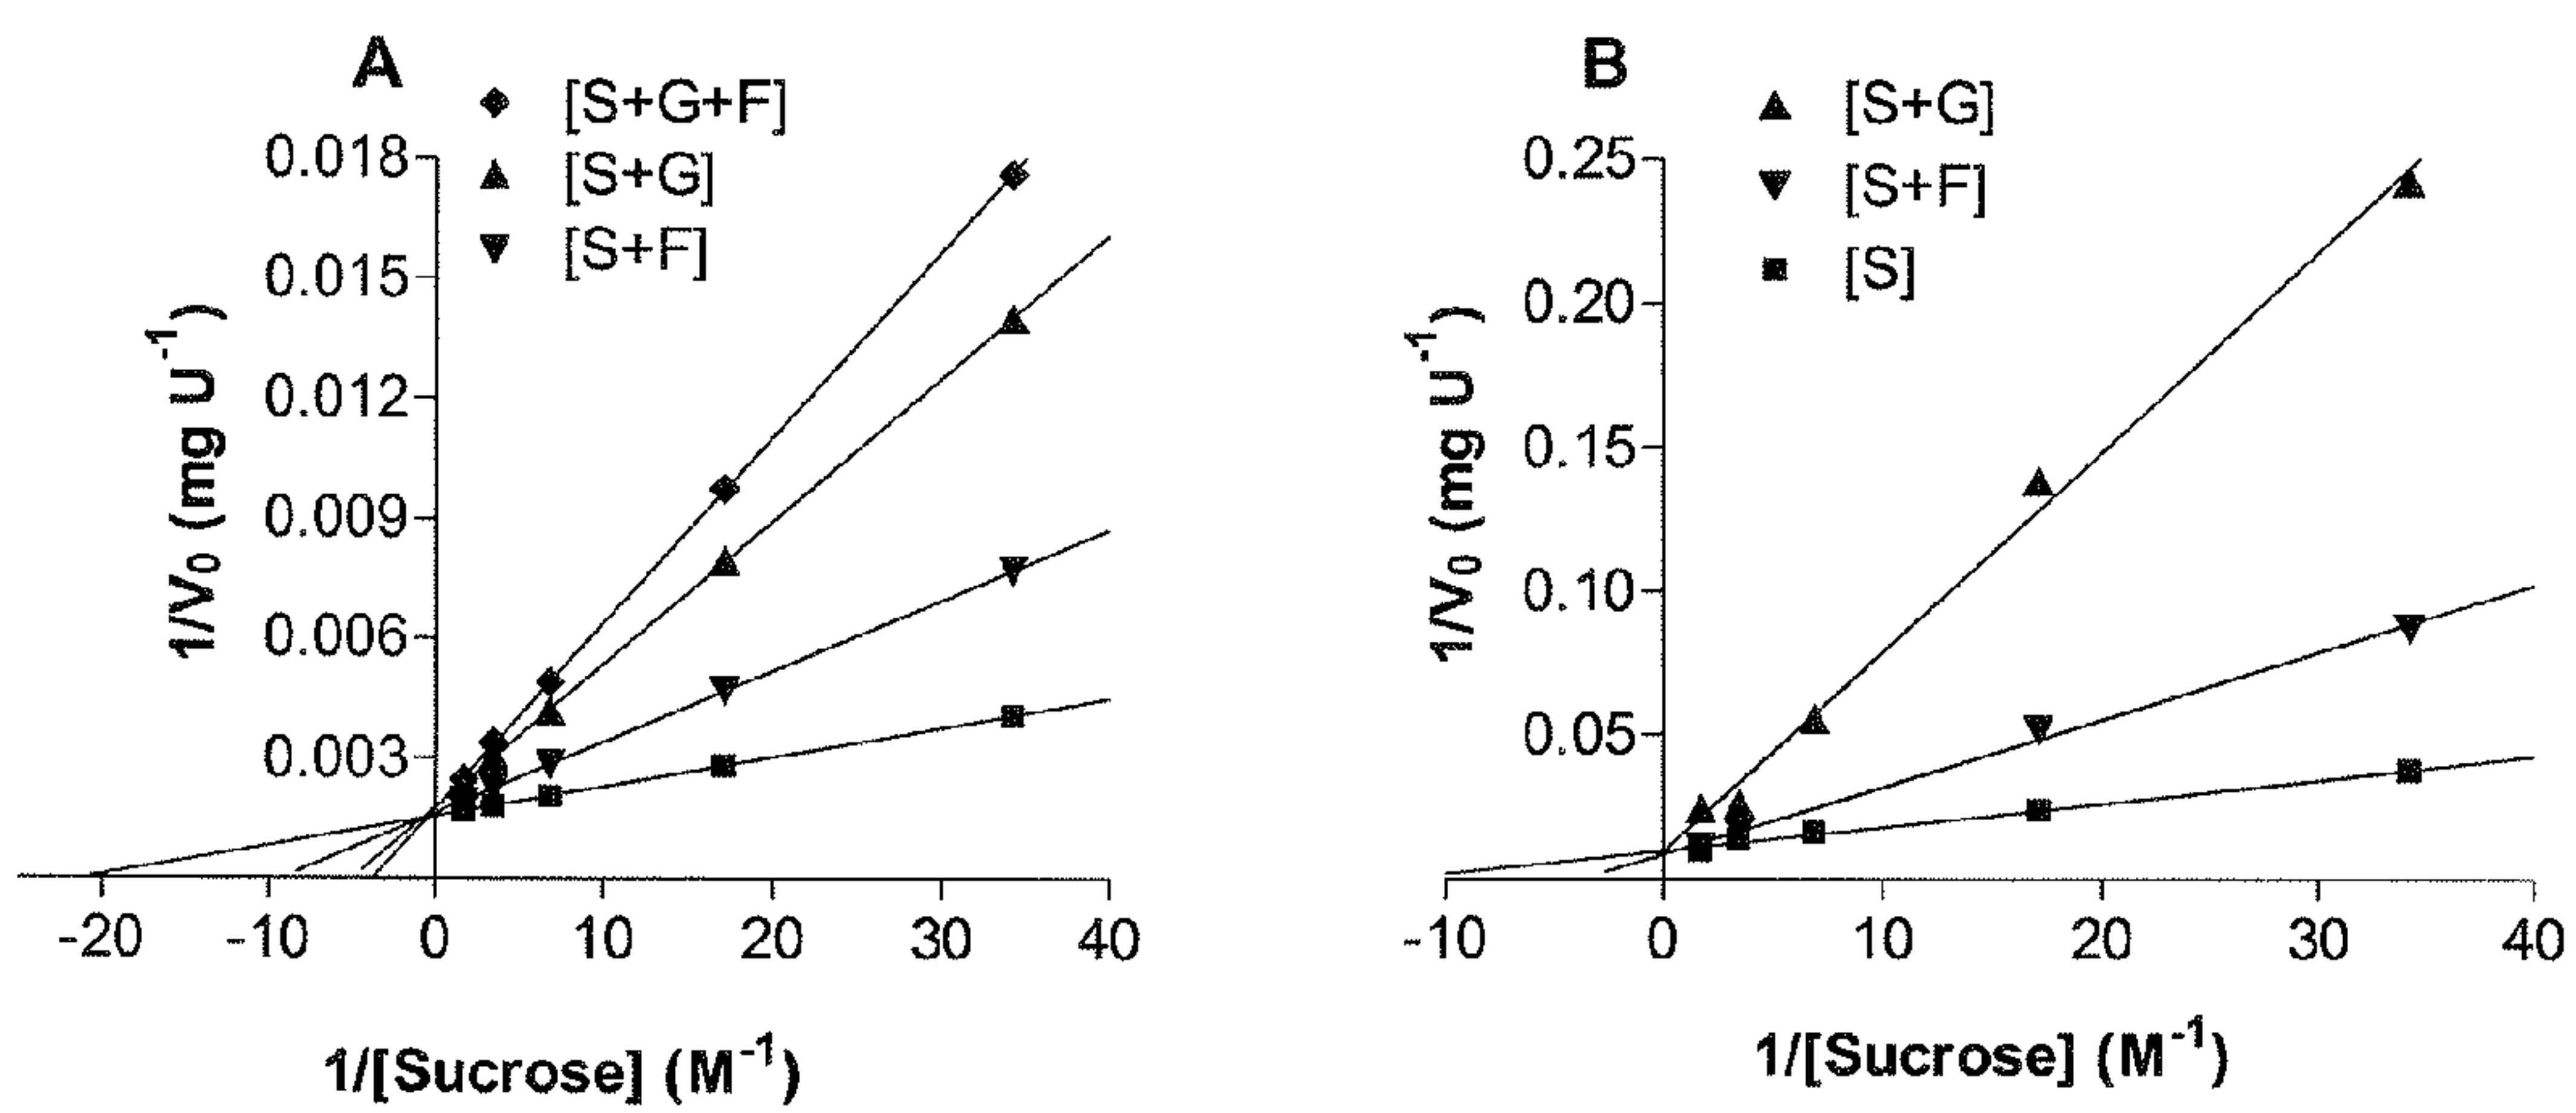 A
[S+G+F]
[S+G]
[S+F]
0.018
0.015
0.012
0.009
0.006
0.003
1/V₀ (mg U⁻¹)
-20 -10 0 10 20 30 40
1/[Sucrose] (M⁻¹)
B
[S+G]
[S+F]
[S]
0.25
0.20
0.15
0.10
0.05
1/V₀ (mg U⁻¹)
-10 0 10 20 30 40
1/[Sucrose] (M⁻¹)